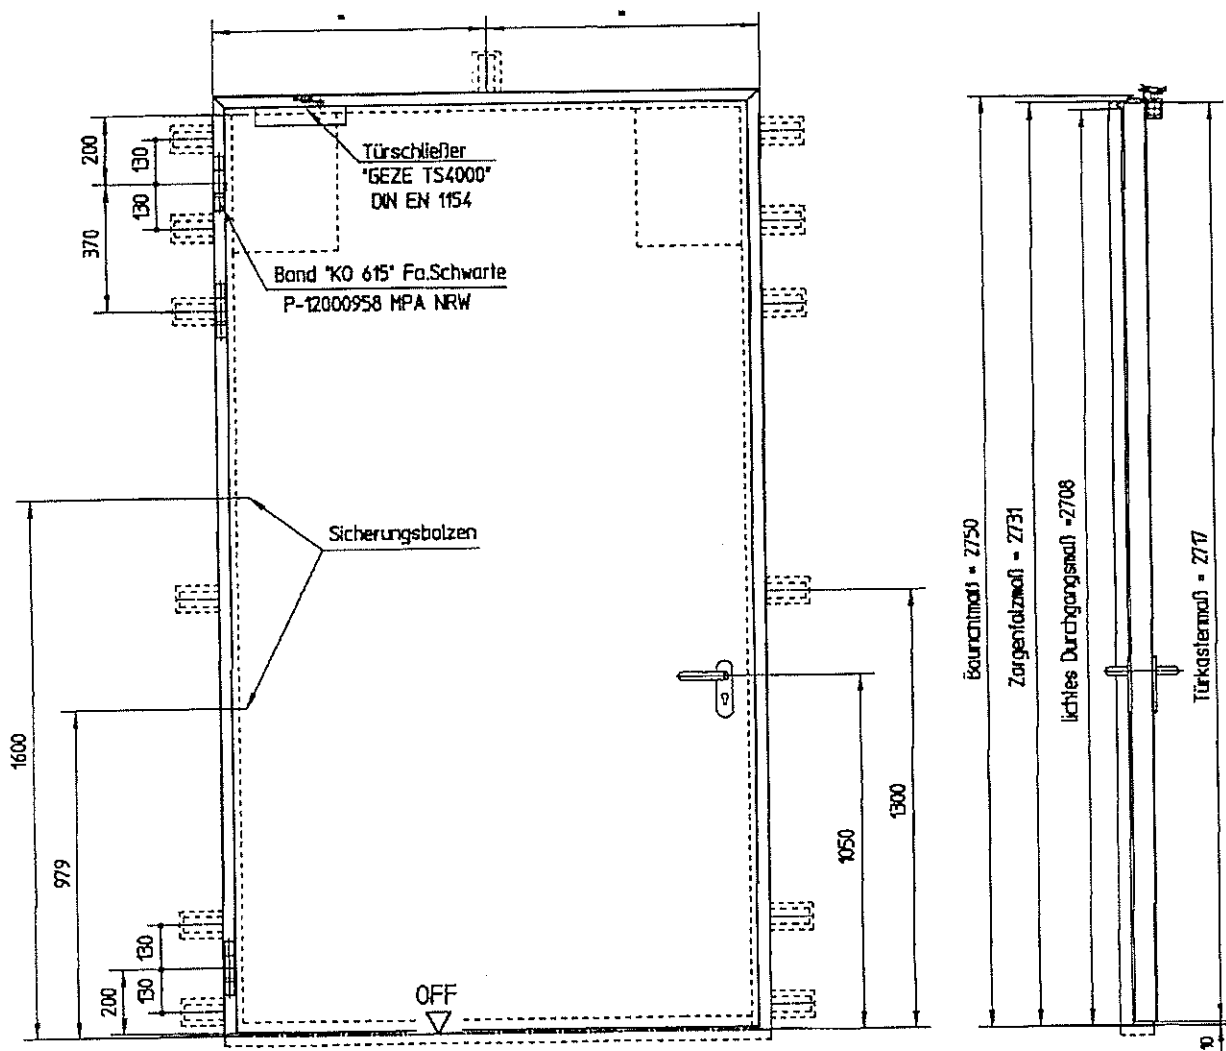 200
130
130
370
Türschließer
"GEZE TS4000"
DIN EN 1154
Band "KO 615" Fa.Schwarte
P-12000958 MPA NRW
Sicherungsbolzen
1600
979
130
130
200
OFF
1050
1300
Baurichtmaß = 2750
Zargenfalzmaß = 2731
lichtes Durchgangsmaß =2708
Türkastenmaß = 2717
10